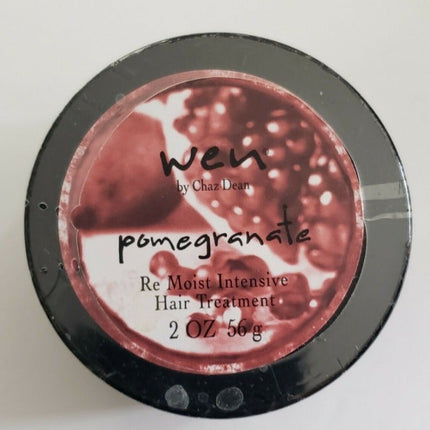 wen
by Chaz Dean
pomegranate
Re Moist Intensive
Hair Treatment
2 OZ 56 g